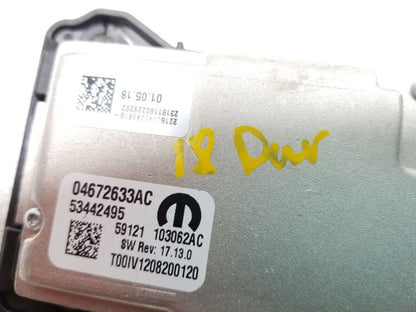 01.05.18
18 Dur
04672633AC
53442495
59121 103062AC
SW Rev: 17.13.0
T00IV1208200120